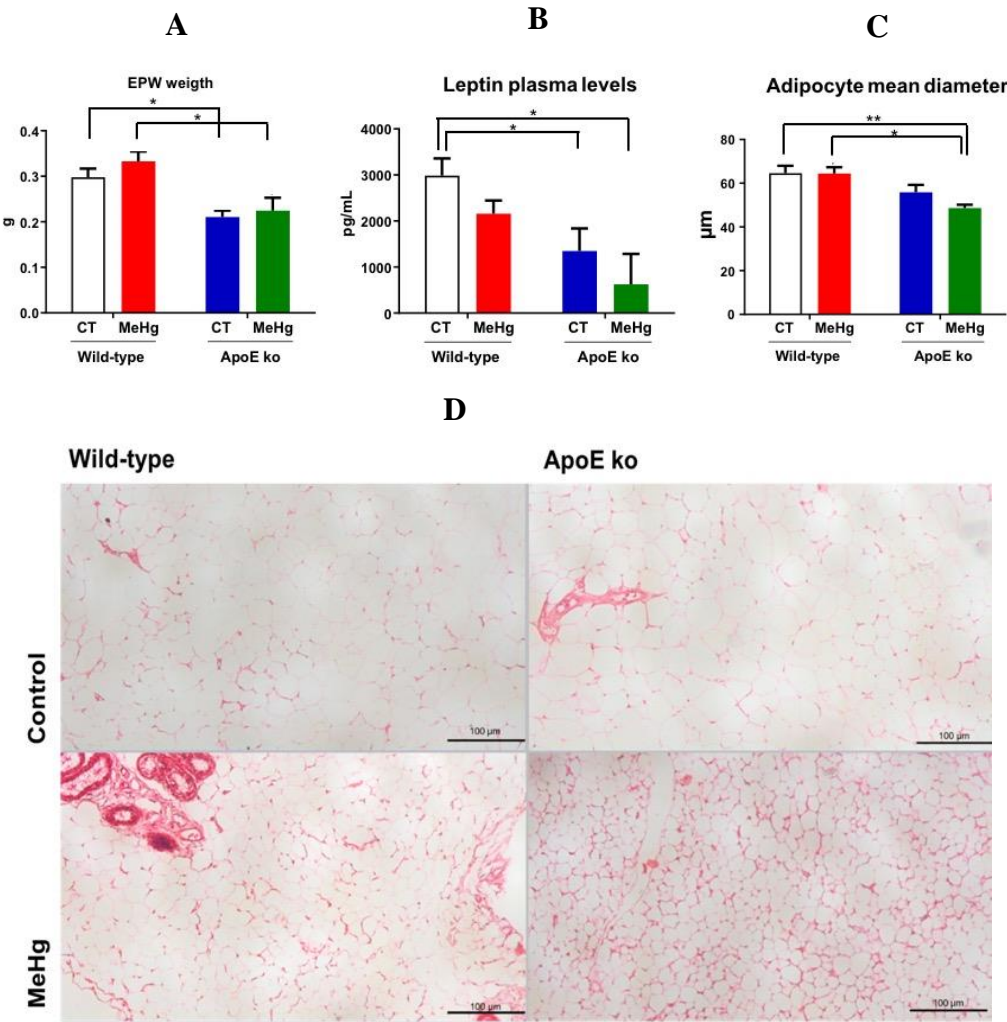 A
B
C
EPW weigth
Leptin plasma levels
Adipocyte mean diameter
*
*
*
*
**
*
0.4
0.3
0.2
0.1
0.0
g
4000
3000
2000
1000
0
pg/mL
80
60
40
20
0
µm
CT MeHg CT MeHg
Wild-type ApoE ko
CT MeHg CT MeHg
Wild-type ApoE ko
CT MeHg CT MeHg
Wild-type ApoE ko
D
Wild-type ApoE ko
Control
100 µm
100 µm
MeHg
100 µm
100 µm